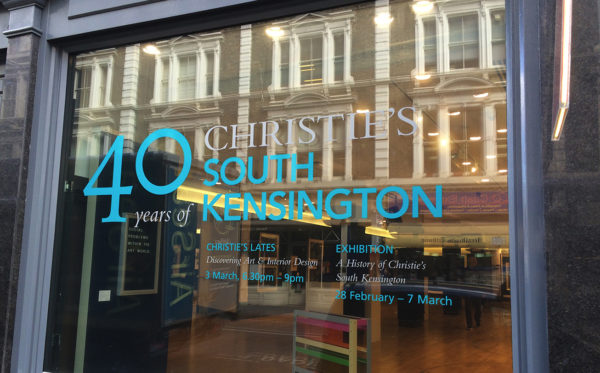 40 years of
CHRISTIE'S
SOUTH
KENSINGTON
CHRISTIE'S LATES
Discovering Art & Interior Design
3 March, 5.30pm – 9pm
EXHIBITION
A History of Christie's
South Kensington
28 February – 7 March